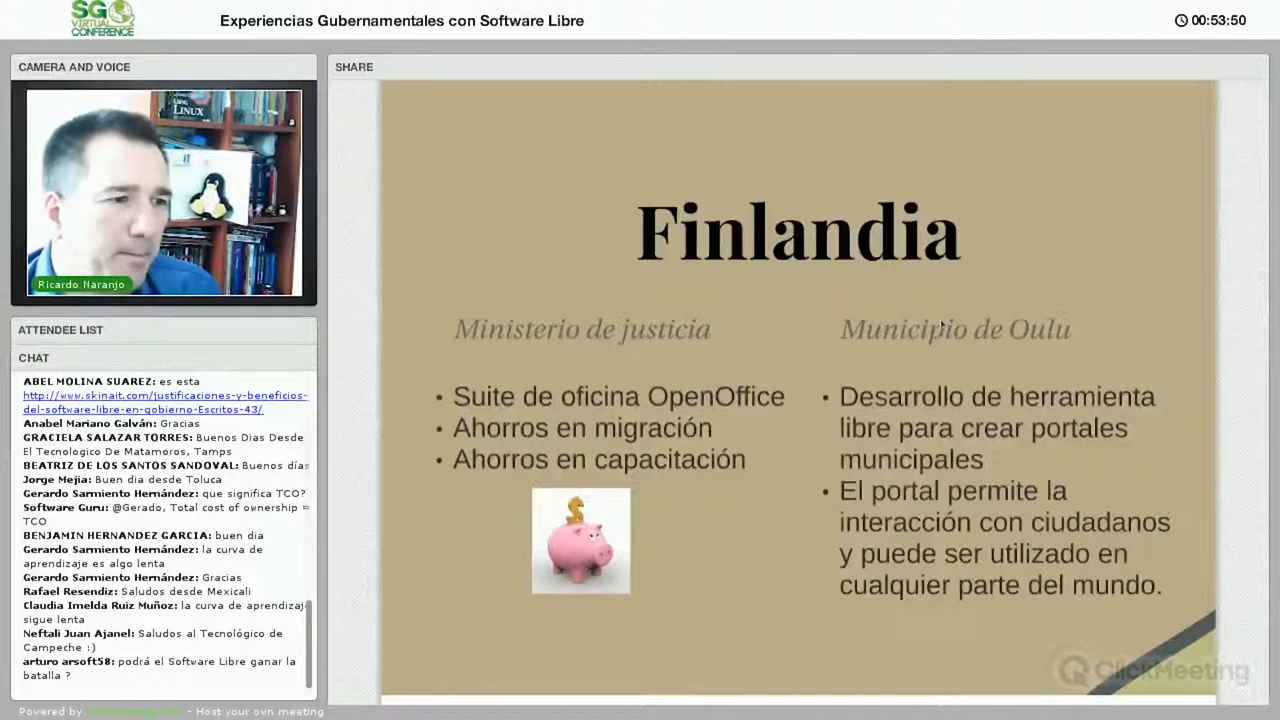 SG
VIRTUAL
CONFERENCE
Experiencias Gubernamentales con Software Libre
00:53:50
CAMERA AND VOICE
LINUX
Ricardo Naranjo
ATTENDEE LIST
CHAT
ABEL MOLINA SUAREZ: es esta
http://www.skinait.com/justificaciones-y-beneficios-
del-software-libre-en-gobierno-Escritos-43/
Anabel Mariano Galván: Gracias
GRACIELA SALAZAR TORRES: Buenos Dias Desde
El Tecnologico De Matamoros, Tamps
BEATRIZ DE LOS SANTOS SANDOVAL: Buenos días
Jorge Mejia: Buen dia desde Toluca
Gerardo Sarmiento Hernández: que significa TCO?
Software Guru: @Gerado, Total cost of ownership =
TCO
BENJAMIN HERNANDEZ GARCIA: buen dia
Gerardo Sarmiento Hernández: la curva de
aprendizaje es algo lenta
Gerardo Sarmiento Hernández: Gracias
Rafael Resendiz: Saludos desde Mexicali
Claudia Imelda Ruiz Muñoz: la curva de aprendizaj
sigue lenta
Neftali Juan Ajanel: Saludos al Tecnológico de
Campeche :)
arturo arsoft58: podrá el Software Libre ganar la
batalla ?
Powered by - Host your own meeting
SHARE
Finlandia
Ministerio de justicia
• Suite de oficina OpenOffice
• Ahorros en migración
• Ahorros en capacitación
Municipio de Oulu
• Desarrollo de herramienta
libre para crear portales
municipales
• El portal permite la
interacción con ciudadanos
y puede ser utilizado en
cualquier parte del mundo.
ClickMeeting